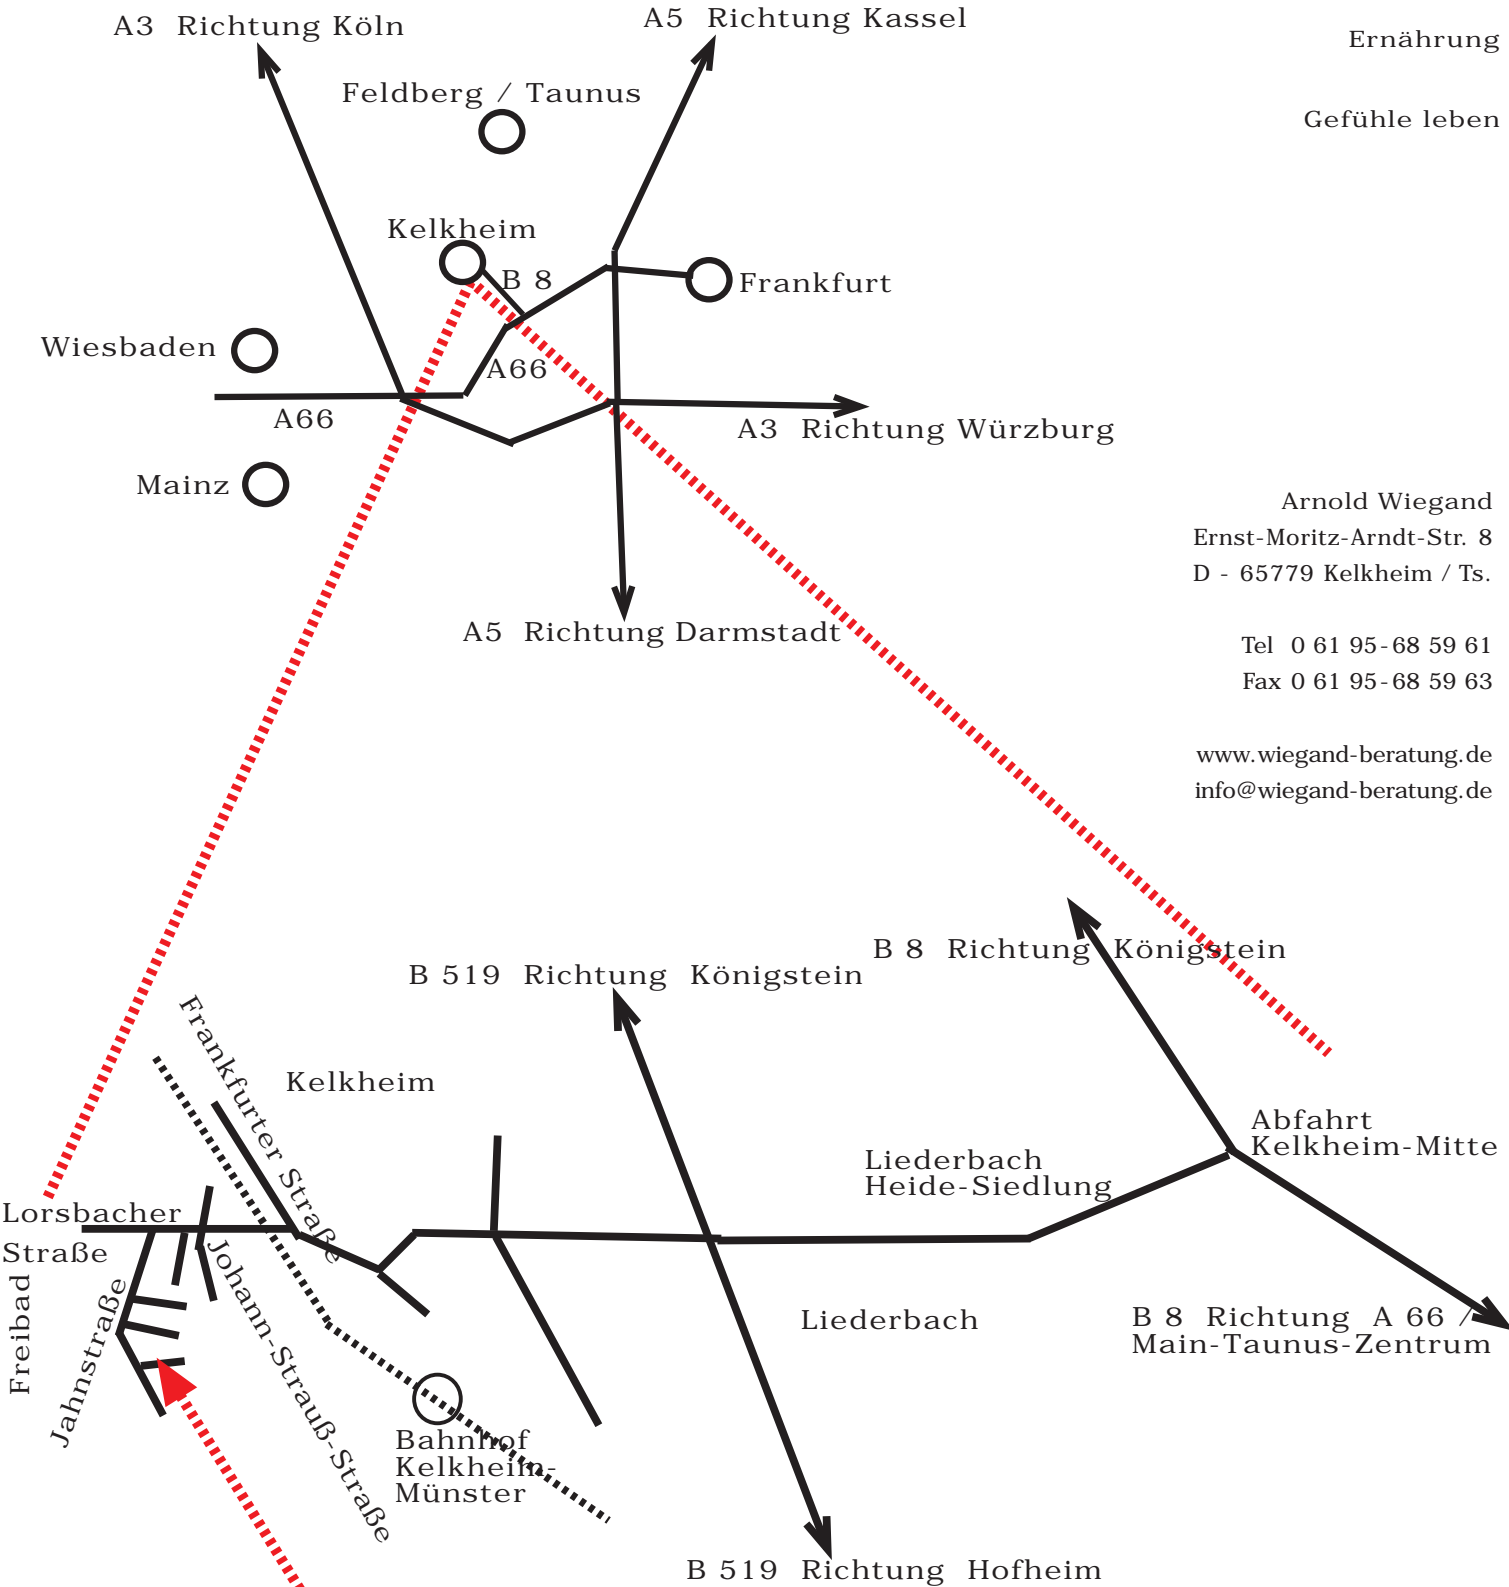 A3 Richtung Köln
A5 Richtung Kassel
Ernährung
Feldberg / Taunus
Gefühle leben
Kelkheim
B 8
Frankfurt
Wiesbaden
A66
A66
A3 Richtung Würzburg
Mainz
Arnold Wiegand
Ernst-Moritz-Arndt-Str. 8
D - 65779 Kelkheim / Ts.
A5 Richtung Darmstadt
Tel 0 61 95-68 59 61
Fax 0 61 95-68 59 63
www.wiegand-beratung.de
info@wiegand-beratung.de
B 8 Richtung Königstein
B 519 Richtung Königstein
Frankfurter Straße
Kelkheim
Abfahrt
Kelkheim-Mitte
Liederbach
Heide-Siedlung
Lorsbacher
Straße
Freibad
Jahnstraße
Johann-Strauß-Straße
Liederbach
B 8 Richtung A 66 /
Main-Taunus-Zentrum
Bahnhof
Kelkheim-
Münster
B 519 Richtung Hofheim